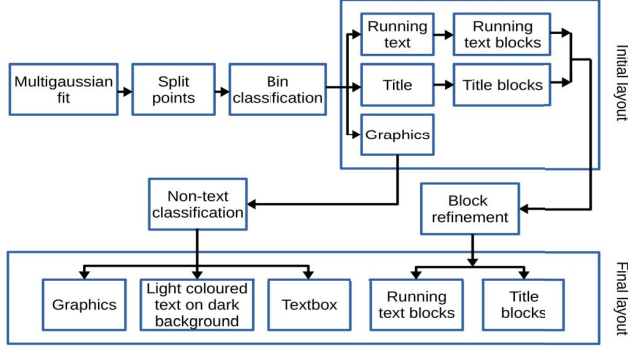 Multigaussian
fit
Split
points
Bin
classification
Running
text
Running
text blocks
Title
Title blocks
Graphics
Initial layout
Non-text
classification
Block
refinement
Graphics
Light coloured
text on dark
background
Textbox
Running
text blocks
Title
blocks
Final layout